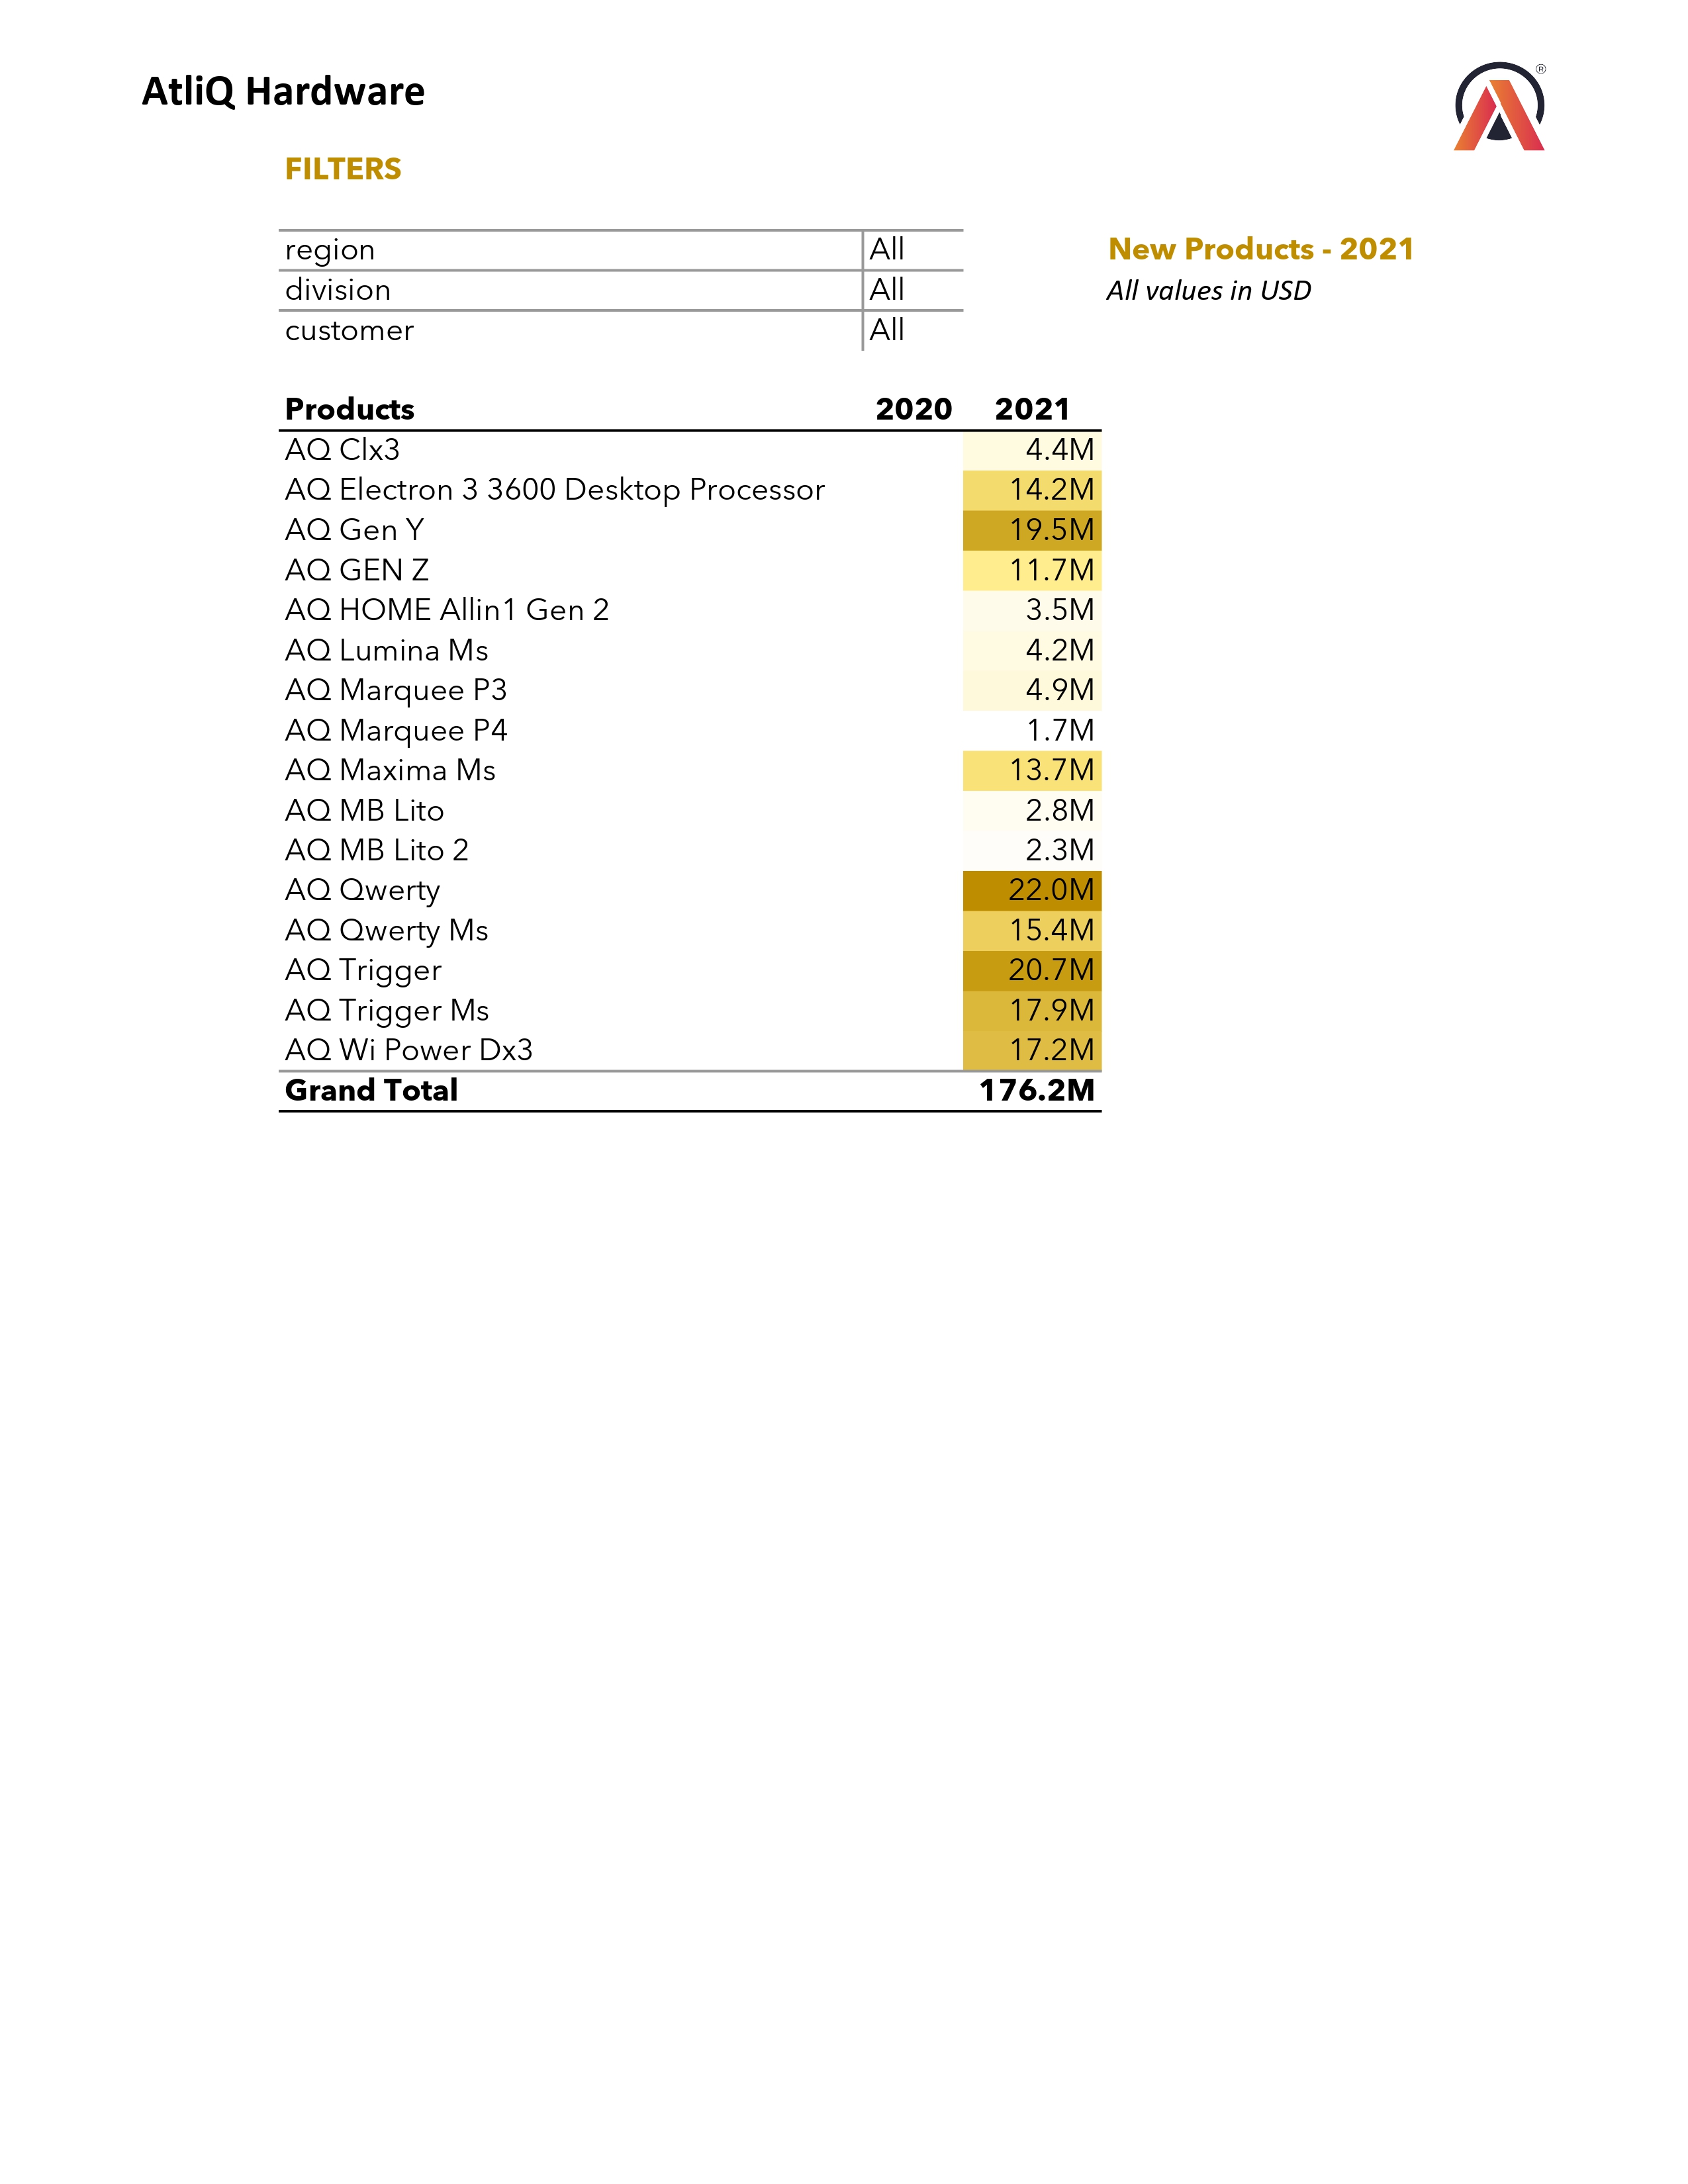 AtliQ Hardware
®
FILTERS
region All New Products - 2021
division All All values in USD
customer All
Products 2020 2021
AQ Clx3 4.4M
AQ Electron 3 3600 Desktop Processor 14.2M
AQ Gen Y 19.5M
AQ GEN Z 11.7M
AQ HOME Allin1 Gen 2 3.5M
AQ Lumina Ms 4.2M
AQ Marquee P3 4.9M
AQ Marquee P4 1.7M
AQ Maxima Ms 13.7M
AQ MB Lito 2.8M
AQ MB Lito 2 2.3M
AQ Qwerty 22.0M
AQ Qwerty Ms 15.4M
AQ Trigger 20.7M
AQ Trigger Ms 17.9M
AQ Wi Power Dx3 17.2M
Grand Total 176.2M